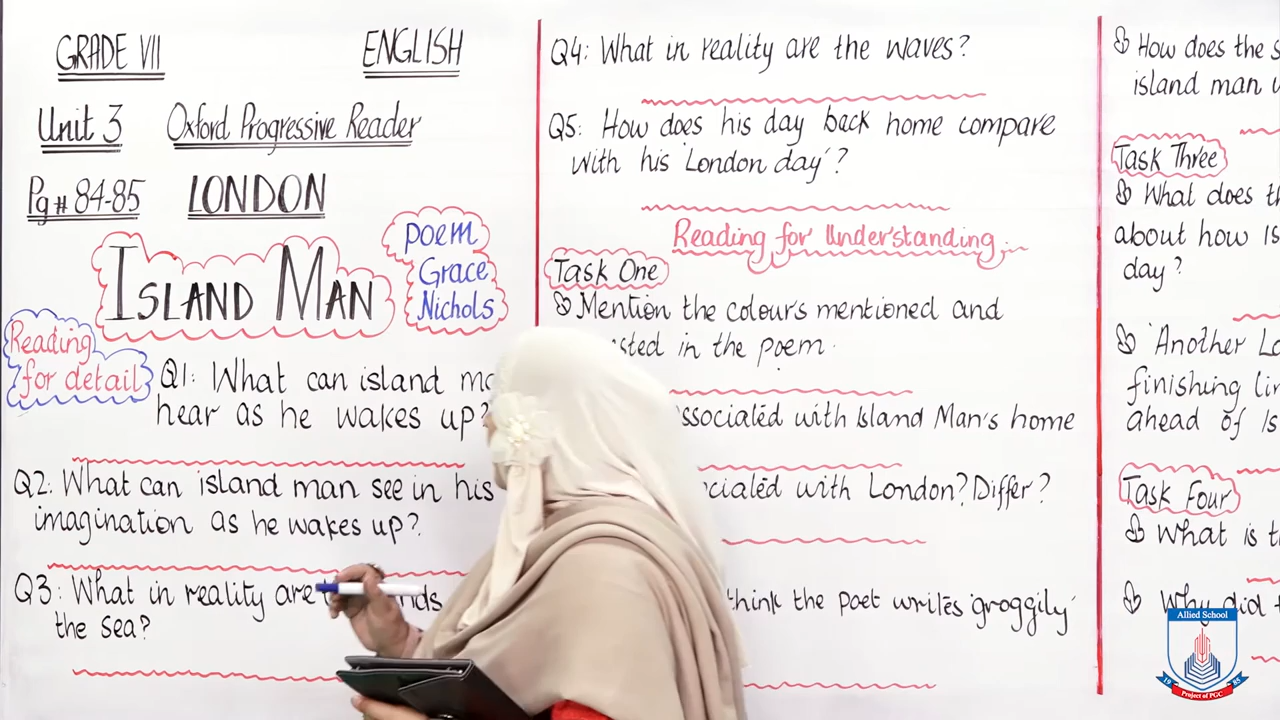 GRADE VII
ENGLISH
Unit 3
Oxford Progressive Reader
Pg # 84-85
LONDON
ISLAND MAN
poem
Grace
Nichols
Reading
for detail
Q1: What can island
hear as he wakes up?
Q2: What can island man see in his
imagination as he wakes up?
Q3: What in reality are
the sea?
Q4: What in reality are the waves?
Q5: How does his day back home compare
with his 'London day'?
Reading for Understanding
Task One
Mention the colours mentioned and
in the poem.
associated with Island Man's home
with London? Differ?
think the poet writes 'groggily'
How does the
island man
Task Three
What does
about how
day?
'Another
finishing
ahead of
Task Four
What is
Why did
Allied School
1985
Project of PGC